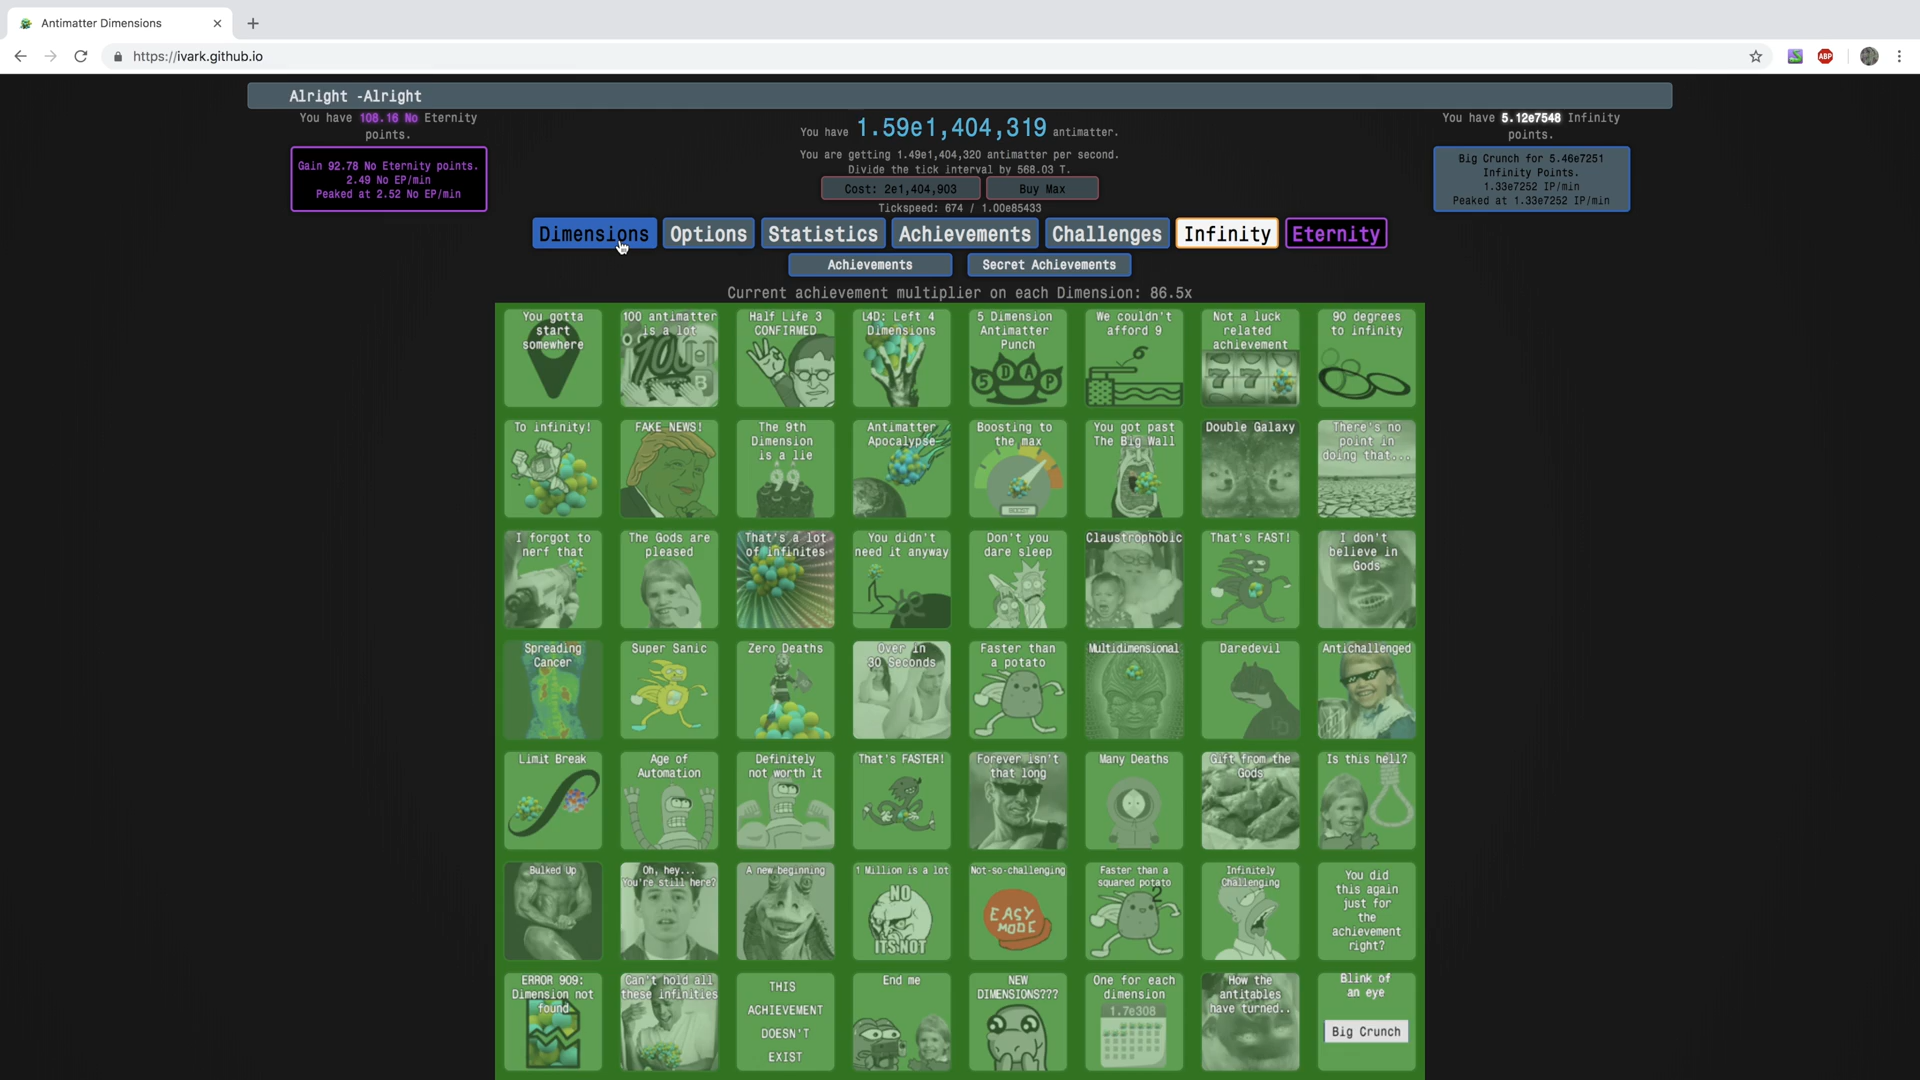 Antimatter Dimensions
https://ivark.github.io
ABP
Alright -Alright
You have 108.16 No Eternity
points.
Gain 92.78 No Eternity points.
2.49 No EP/min
Peaked at 2.52 No EP/min
You have 1.59e1,404,319 antimatter.
You are getting 1.49e1,404,320 antimatter per second.
Divide the tick interval by 568.03 T.
Cost: 2e1,404,903
Buy Max
Tickspeed: 674 / 1.00e85433
You have 5.12e7548 Infinity
points.
Big Crunch for 5.46e7251
Infinity Points.
1.33e7252 IP/min
Peaked at 1.33e7252 IP/min
Dimensions
Options
Statistics
Achievements
Challenges
Infinity
Eternity
Achievements
Secret Achievements
Current achievement multiplier on each Dimension: 86.5x
You gotta
start
somewhere
100 antimatter
is a lot
Half Life 3
CONFIRMED
L4D: Left 4
Dimensions
5 Dimension
Antimatter
Punch
5 D A P
We couldn't
afford 9
Not a luck
related
achievement
7 7
90 degrees
to infinity
To infinity!
FAKE NEWS!
The 9th
Dimension
is a lie
99
Antimatter
Apocalypse
Boosting to
the max
BOOST
You got past
The Big Wall
Double Galaxy
There's no
point in
doing that...
I forgot to
nerf that
The Gods are
pleased
That's a lot
of infinites
You didn't
need it anyway
Don't you
dare sleep
Claustrophobic
That's FAST!
I don't
believe in
Gods
Spreading
Cancer
Super Sanic
Zero Deaths
Over in
30 Seconds
Faster than
a potato
Multidimensional
Daredevil
DD
Antichallenged
Limit Break
Age of
Automation
Definitely
not worth it
That's FASTER!
Forever isn't
that long
Many Deaths
Gift from the
Gods
Is this hell?
Bulked Up
Oh, hey...
You're still here?
A new beginning
1 Million is a lot
NO
ITS NOT
Not-so-challenging
EASY
MODE
Faster than a
squared potato
2
Infinitely
Challenging
You did
this again
just for
the
achievement
right?
ERROR 909:
Dimension not
found
Can't hold all
these infinities
THIS
ACHIEVEMENT
DOESN'T
EXIST
End me
NEW
DIMENSIONS???
One for each
dimension
1.7e308
How the
antitables
have turned..
Blink of
an eye
Big Crunch